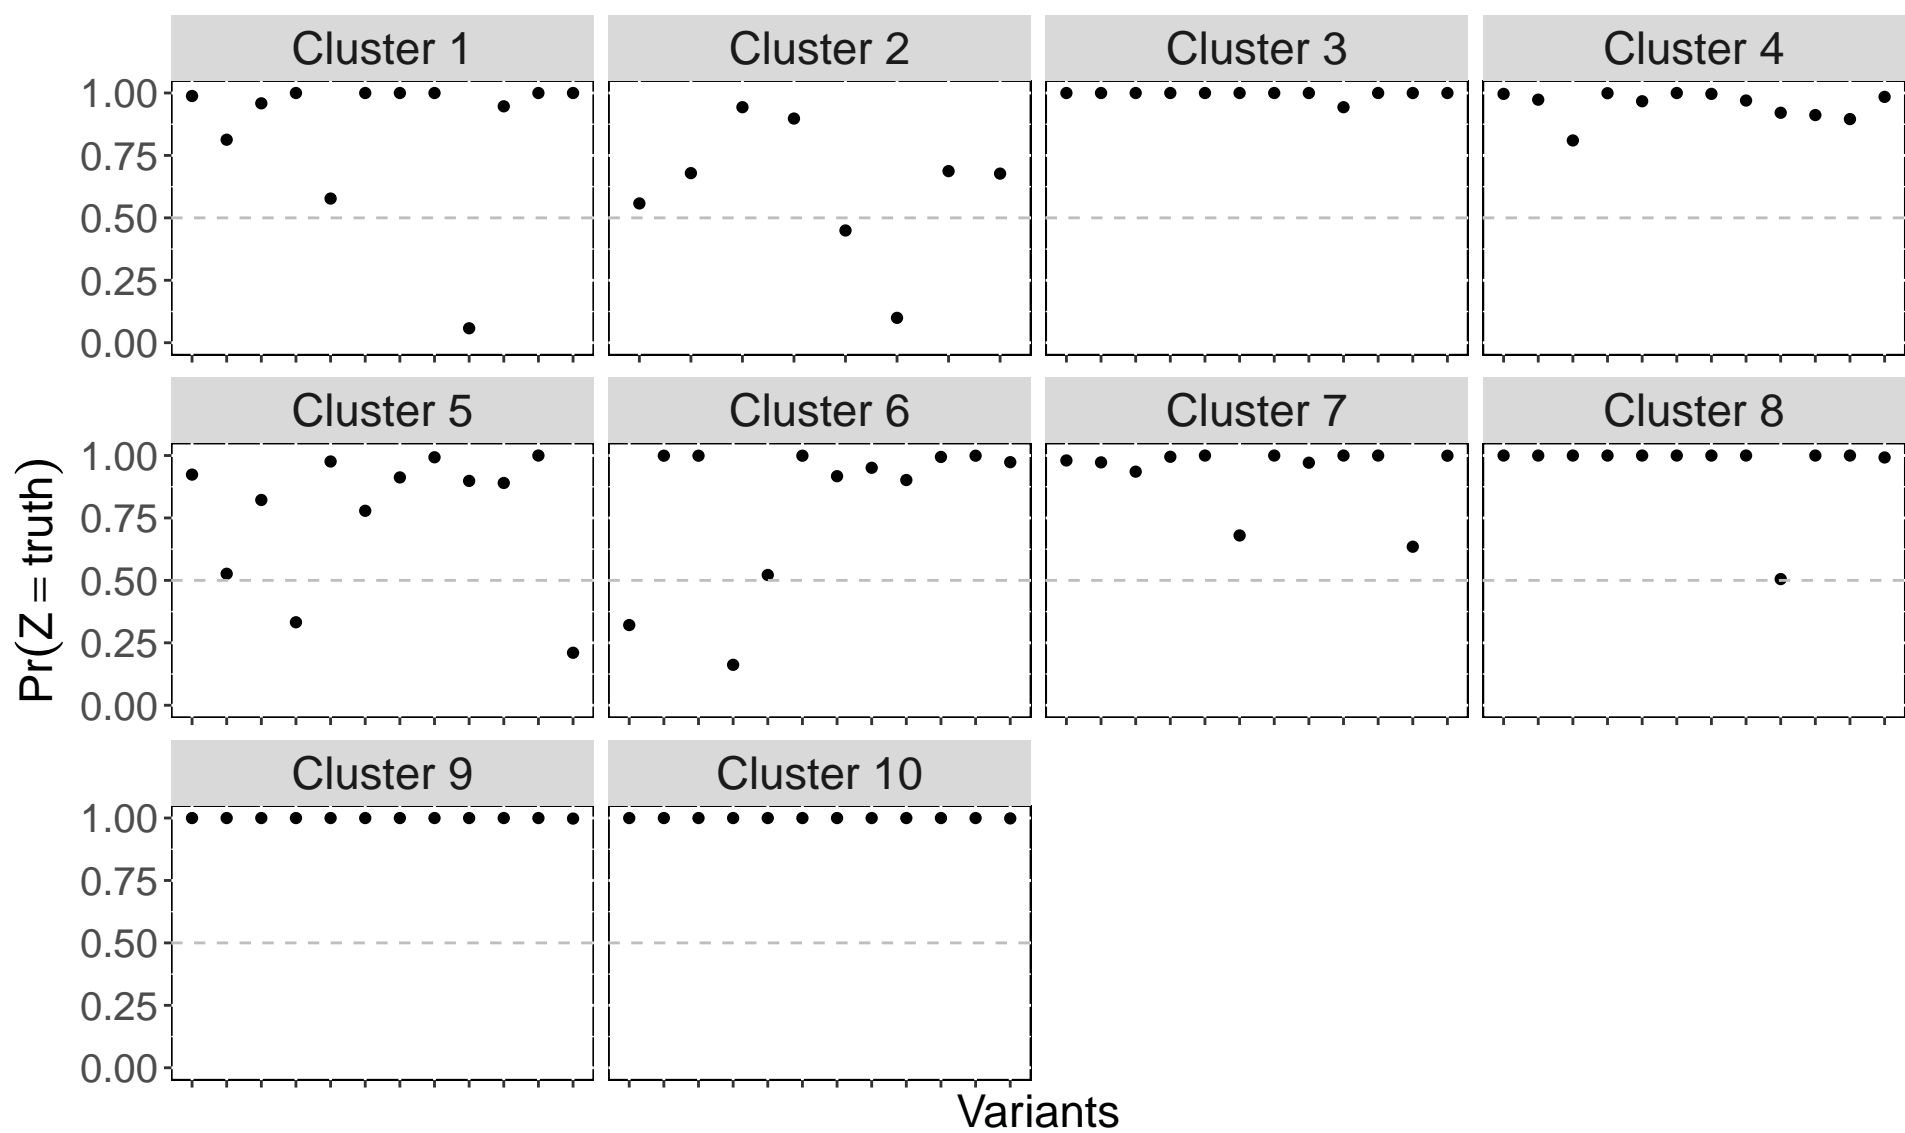 Cluster 1
Cluster 2
Cluster 3
Cluster 4
1.00
0.75
0.50
0.25
0.00
Cluster 5
Cluster 6
Cluster 7
Cluster 8
1.00
0.75
0.50
0.25
0.00
Pr(Z = truth)
Cluster 9
Cluster 10
1.00
0.75
0.50
0.25
0.00
Variants